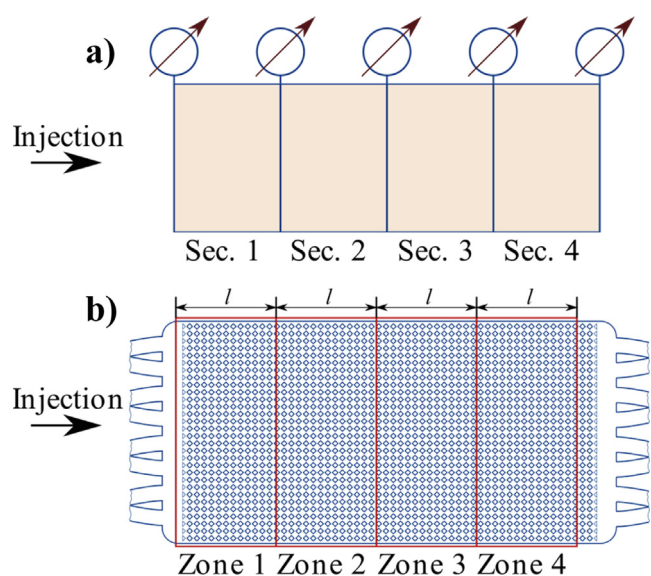 a)
Injection
Sec. 1 Sec. 2 Sec. 3 Sec. 4
l l l l
b)
Injection
Zone 1 Zone 2 Zone 3 Zone 4